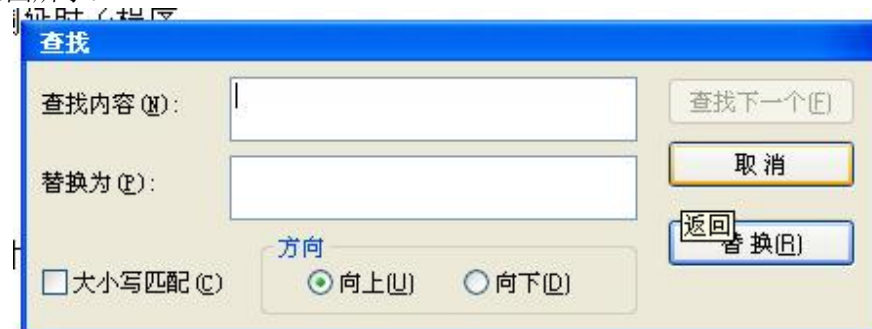 查找
查找内容(N):
查找下一个(F)
取消
替换为(P):
返回
替换(R)
方向
大小写匹配(C)
向上(U)
向下(D)